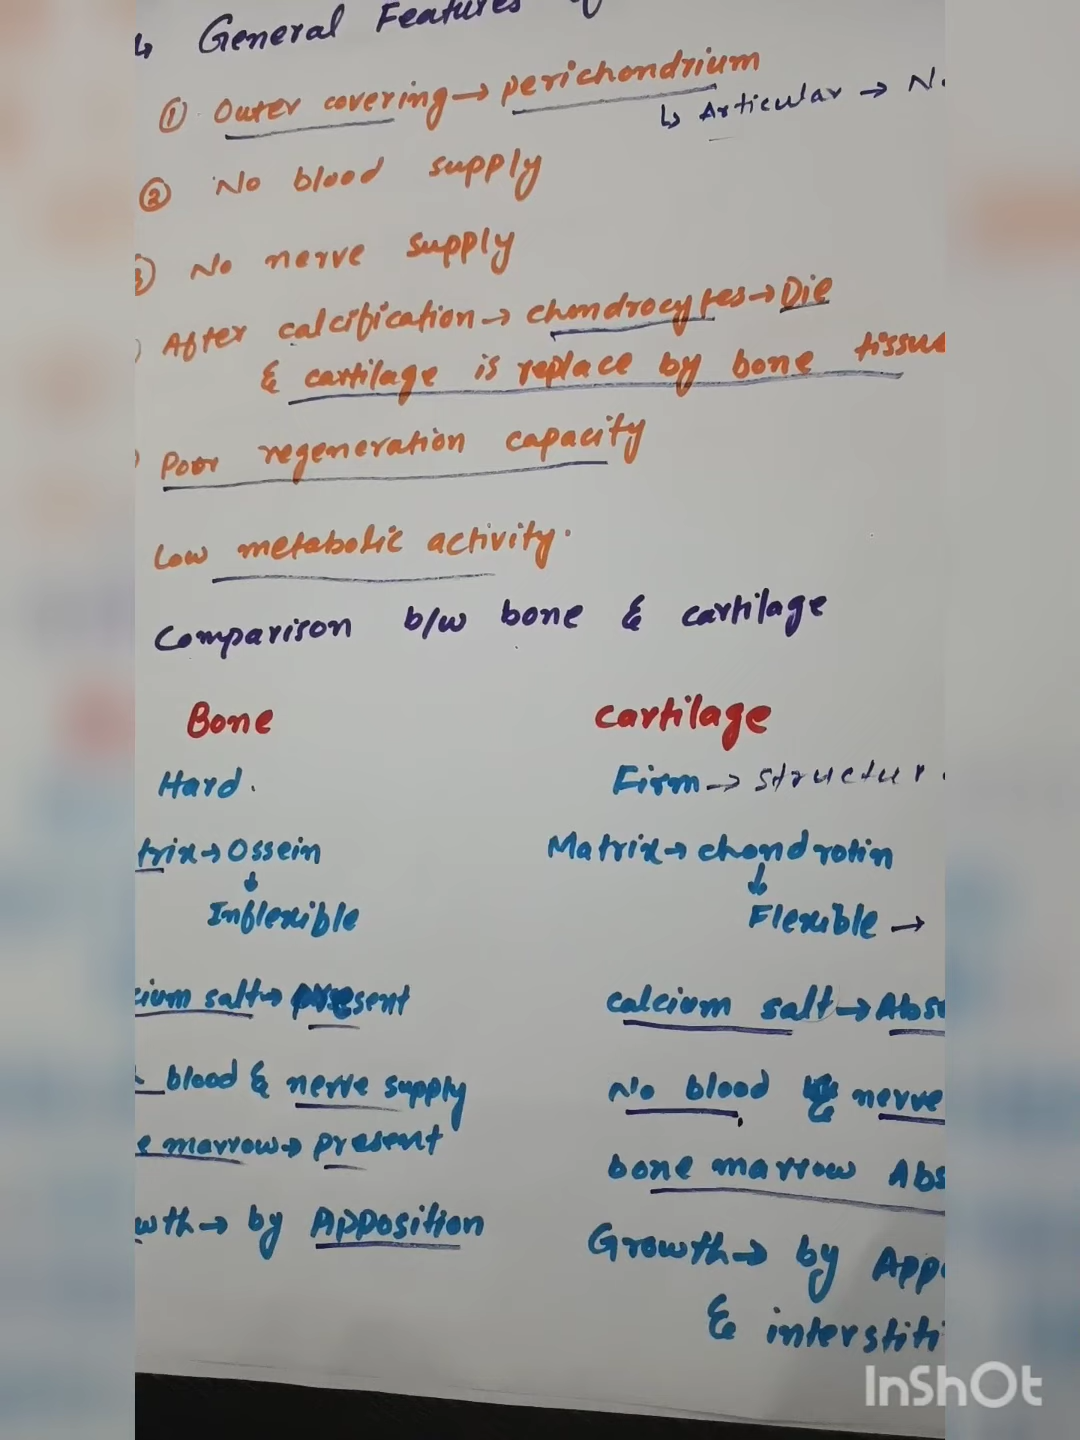 ↳ General Features
① Outer covering → perichondrium
↳ Articular → N
② No blood supply
No nerve supply
After calcification → chondrocytes → Die
& cartilage is replace by bone tissue
Poor regeneration capacity
Low metabolic activity.
Comparison b/w bone & cartilage
Bone
Cartilage
Hard.
Firm → structur
trix → Ossein
Matrix → chondrotin
↓
↓
Inflexible
Flexible →
cium salt → present
calcium salt → Abs
blood & nerve supply
No blood & nerve
e marrow → present
bone marrow Abs
wth → by Apposition
Growth → by App
& interstiti
InShOt